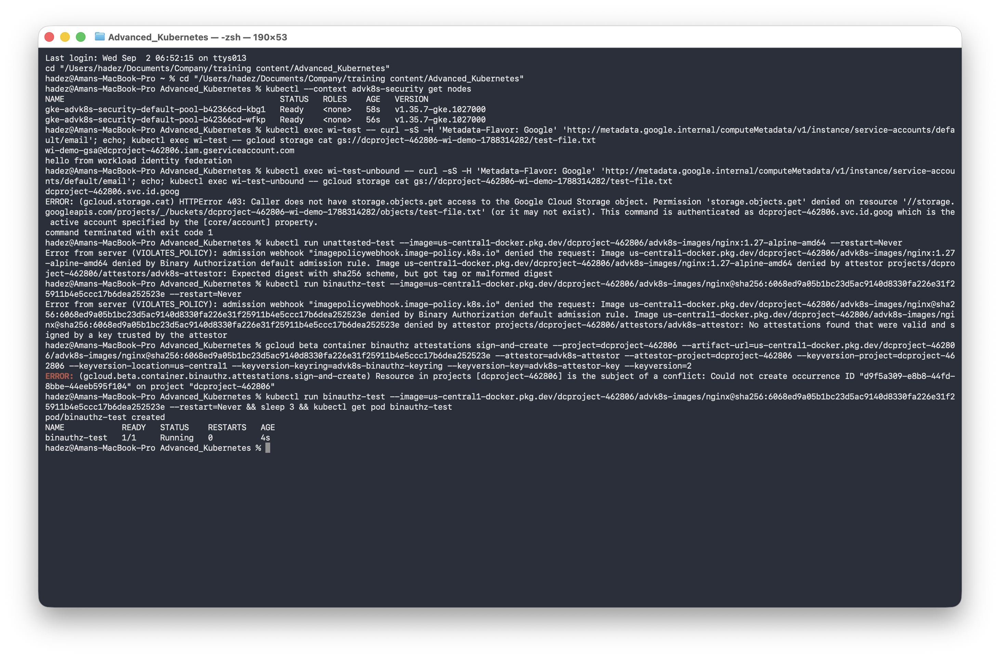 Advanced_Kubernetes — -zsh — 190×53
Last login: Wed Sep  2 06:52:15 on ttys013
cd "/Users/hadez/Documents/Company/training content/Advanced_Kubernetes"
hadez@Amans-MacBook-Pro ~ % cd "/Users/hadez/Documents/Company/training content/Advanced_Kubernetes"
hadez@Amans-MacBook-Pro Advanced_Kubernetes % kubectl --context advk8s-security get nodes
NAME                                             STATUS   ROLES    AGE   VERSION
gke-advk8s-security-default-pool-b42366cd-kbg1   Ready    <none>   58s   v1.35.7-gke.1027000
gke-advk8s-security-default-pool-b42366cd-wfkp   Ready    <none>   56s   v1.35.7-gke.1027000
hadez@Amans-MacBook-Pro Advanced_Kubernetes % kubectl exec wi-test -- curl -sS -H 'Metadata-Flavor: Google' 'http://metadata.google.internal/computeMetadata/v1/instance/service-accounts/defa
ult/email'; echo; kubectl exec wi-test -- gcloud storage cat gs://dcproject-462806-wi-demo-1788314282/test-file.txt
wi-demo-gsa@dcproject-462806.iam.gserviceaccount.com
hello from workload identity federation
hadez@Amans-MacBook-Pro Advanced_Kubernetes % kubectl exec wi-test-unbound -- curl -sS -H 'Metadata-Flavor: Google' 'http://metadata.google.internal/computeMetadata/v1/instance/service-accou
nts/default/email'; echo; kubectl exec wi-test-unbound -- gcloud storage cat gs://dcproject-462806-wi-demo-1788314282/test-file.txt
dcproject-462806.svc.id.goog
ERROR: (gcloud.storage.cat) HTTPError 403: Caller does not have storage.objects.get access to the Google Cloud Storage object. Permission 'storage.objects.get' denied on resource '//storage.
googleapis.com/projects/_/buckets/dcproject-462806-wi-demo-1788314282/objects/test-file.txt' (or it may not exist). This command is authenticated as dcproject-462806.svc.id.goog which is the
 active account specified by the [core/account] property.
command terminated with exit code 1
hadez@Amans-MacBook-Pro Advanced_Kubernetes % kubectl run unattested-test --image=us-central1-docker.pkg.dev/dcproject-462806/advk8s-images/nginx:1.27-alpine-amd64 --restart=Never
Error from server (VIOLATES_POLICY): admission webhook "imagepolicywebhook.image-policy.k8s.io" denied the request: Image us-central1-docker.pkg.dev/dcproject-462806/advk8s-images/nginx:1.27
-alpine-amd64 denied by Binary Authorization default admission rule. Image us-central1-docker.pkg.dev/dcproject-462806/advk8s-images/nginx:1.27-alpine-amd64 denied by attestor projects/dcpro
ject-462806/attestors/advk8s-attestor: Expected digest with sha256 scheme, but got tag or malformed digest
hadez@Amans-MacBook-Pro Advanced_Kubernetes % kubectl run binauthz-test --image=us-central1-docker.pkg.dev/dcproject-462806/advk8s-images/nginx@sha256:6068ed9a05b1bc23d5ac9140d8330fa226e31f2
5911b4e5ccc17b6dea252523e --restart=Never
Error from server (VIOLATES_POLICY): admission webhook "imagepolicywebhook.image-policy.k8s.io" denied the request: Image us-central1-docker.pkg.dev/dcproject-462806/advk8s-images/nginx@sha2
56:6068ed9a05b1bc23d5ac9140d8330fa226e31f25911b4e5ccc17b6dea252523e denied by Binary Authorization default admission rule. Image us-central1-docker.pkg.dev/dcproject-462806/advk8s-images/ngi
nx@sha256:6068ed9a05b1bc23d5ac9140d8330fa226e31f25911b4e5ccc17b6dea252523e denied by attestor projects/dcproject-462806/attestors/advk8s-attestor: No attestations found that were valid and s
igned by a key trusted by the attestor
hadez@Amans-MacBook-Pro Advanced_Kubernetes % gcloud beta container binauthz attestations sign-and-create --project=dcproject-462806 --artifact-url=us-central1-docker.pkg.dev/dcproject-46280
6/advk8s-images/nginx@sha256:6068ed9a05b1bc23d5ac9140d8330fa226e31f25911b4e5ccc17b6dea252523e --attestor=advk8s-attestor --attestor-project=dcproject-462806 --keyversion-project=dcproject-46
2806 --keyversion-location=us-central1 --keyversion-keyring=advk8s-binauthz-keyring --keyversion-key=advk8s-attestor-key --keyversion=2
ERROR: (gcloud.beta.container.binauthz.attestations.sign-and-create) Resource in projects [dcproject-462806] is the subject of a conflict: Could not create occurrence ID "d9f5a309-e8b8-44fd-
8bbe-44eeb595f104" on project "dcproject-462806"
hadez@Amans-MacBook-Pro Advanced_Kubernetes % kubectl run binauthz-test --image=us-central1-docker.pkg.dev/dcproject-462806/advk8s-images/nginx@sha256:6068ed9a05b1bc23d5ac9140d8330fa226e31f2
5911b4e5ccc17b6dea252523e --restart=Never && sleep 3 && kubectl get pod binauthz-test
pod/binauthz-test created
NAME            READY   STATUS    RESTARTS   AGE
binauthz-test   1/1     Running   0          4s
hadez@Amans-MacBook-Pro Advanced_Kubernetes %